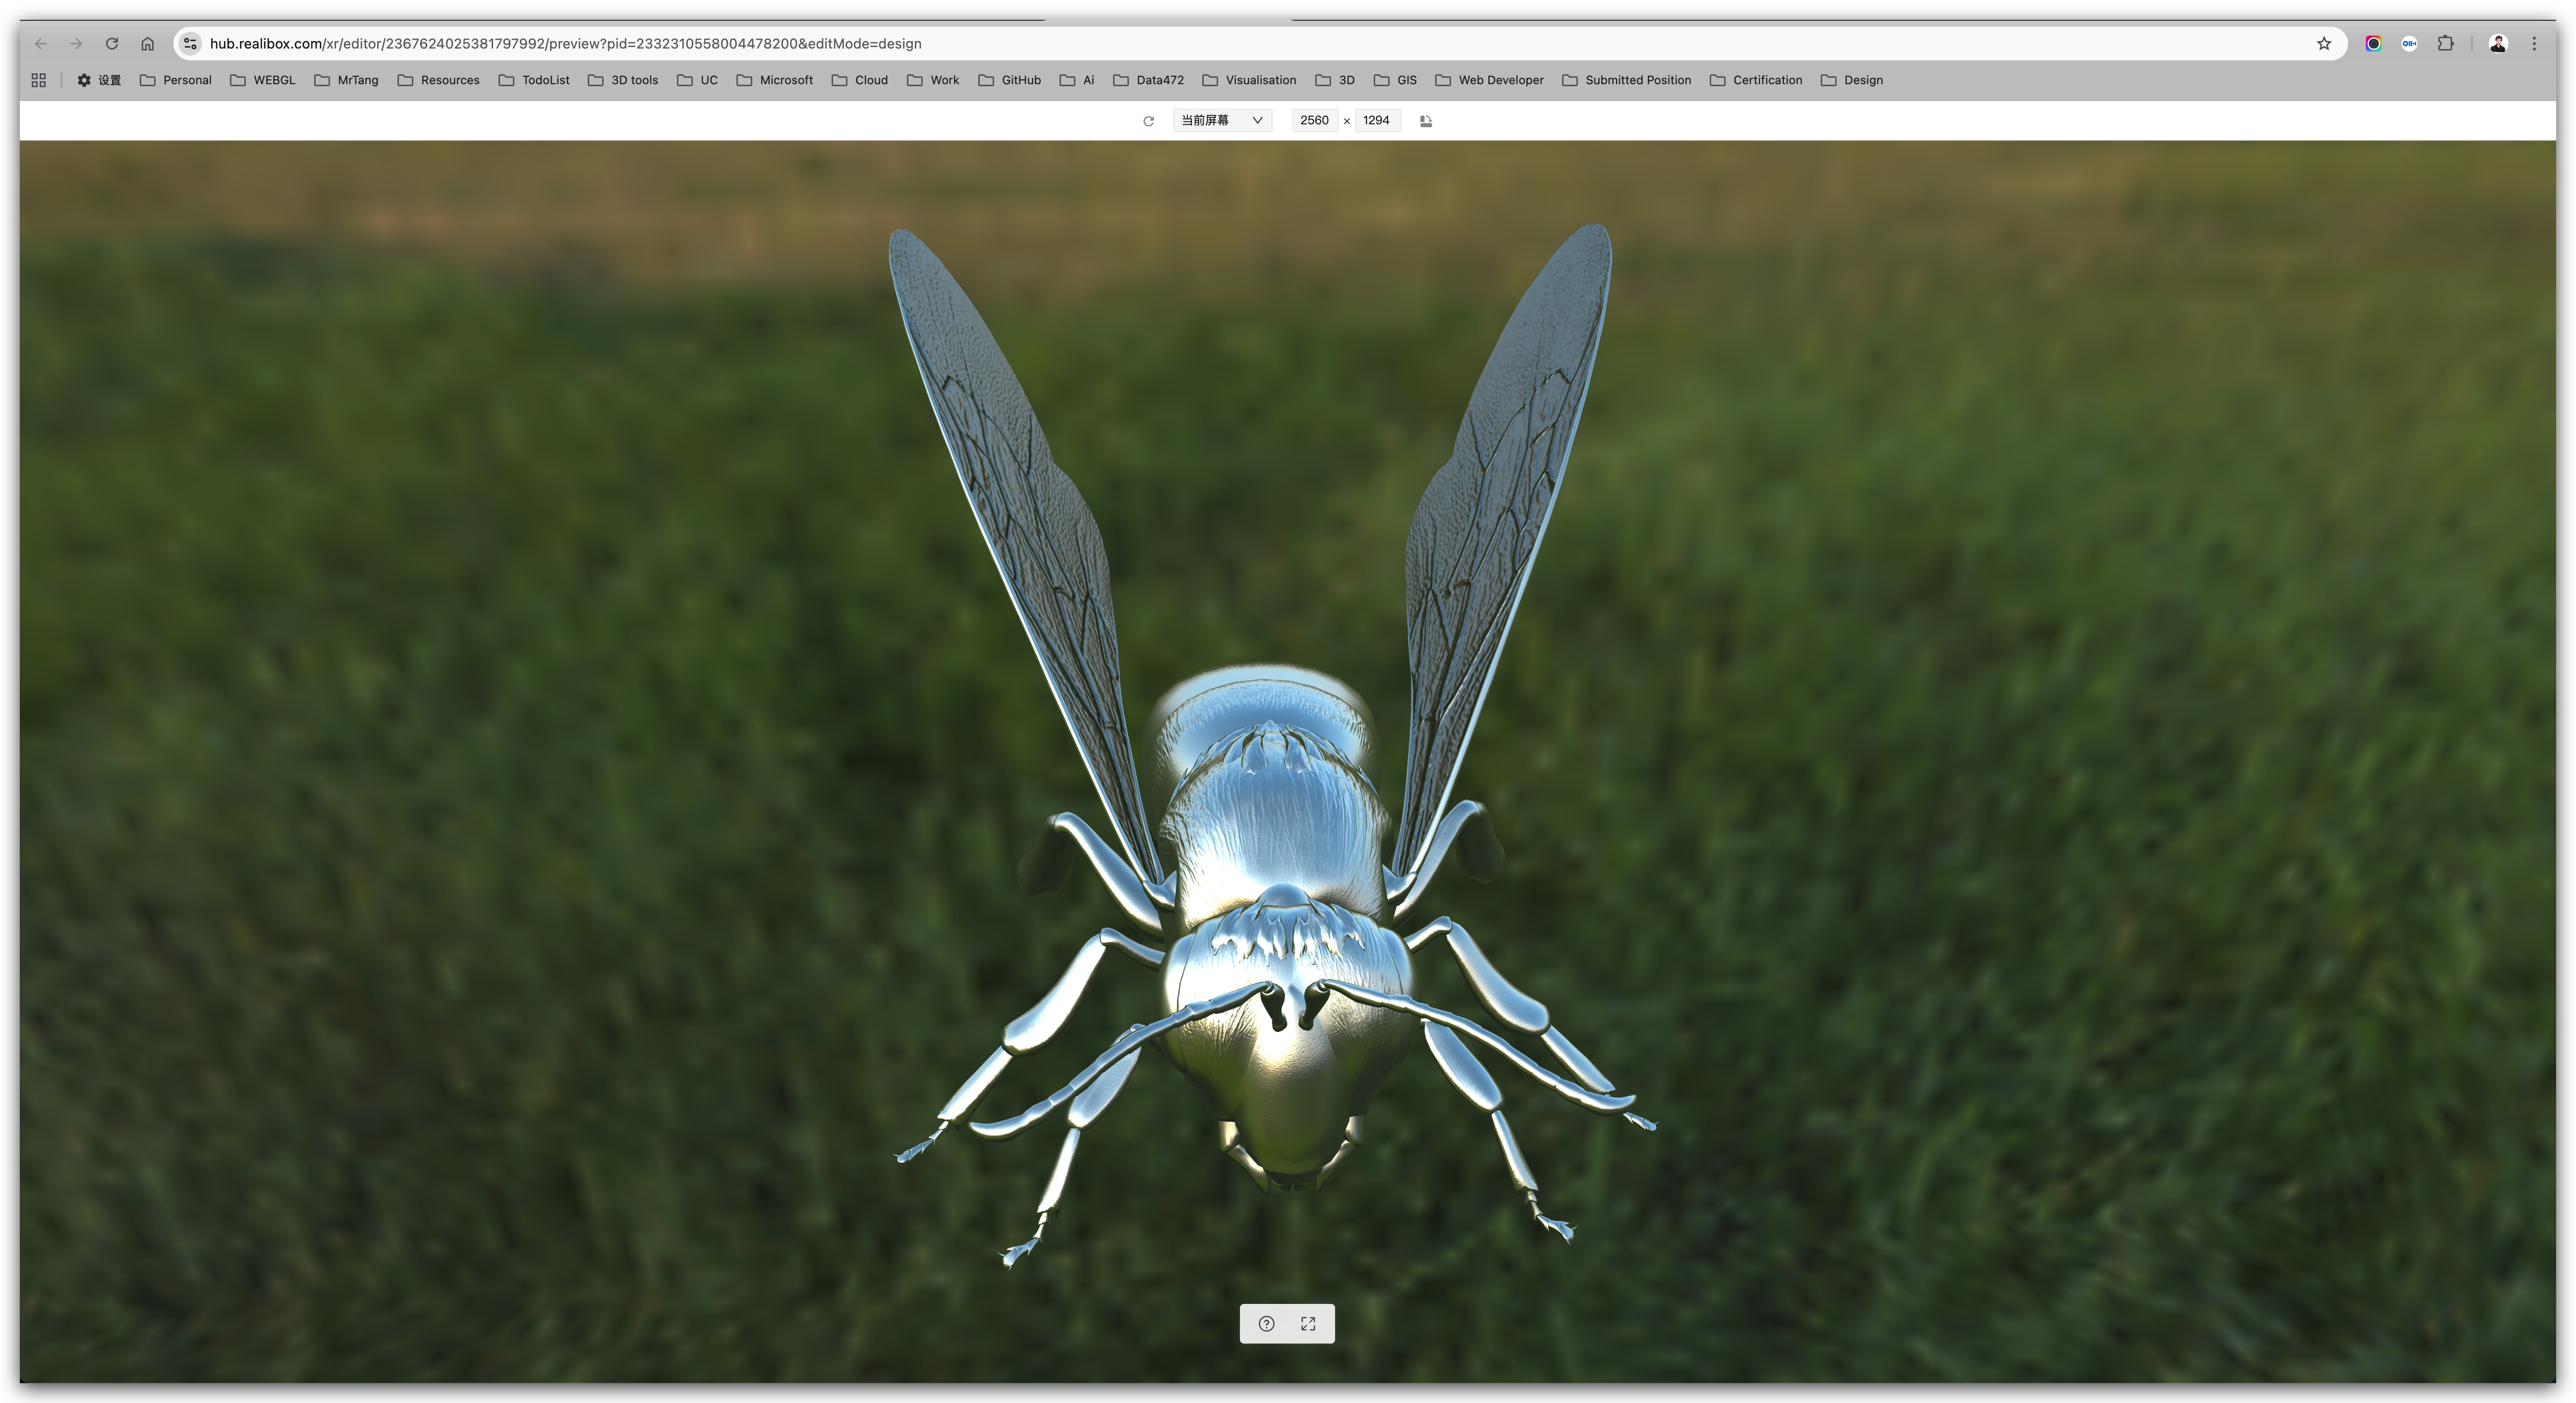 hub.realibox.com/xr/editor/2367624025381797992/preview?pid=2332310558004478200&editMode=design
设置 Personal WEBGL MrTang Resources TodoList 3D tools UC Microsoft Cloud Work GitHub Ai Data472 Visualisation 3D GIS Web Developer Submitted Position Certification Design
当前屏幕 2560 × 1294